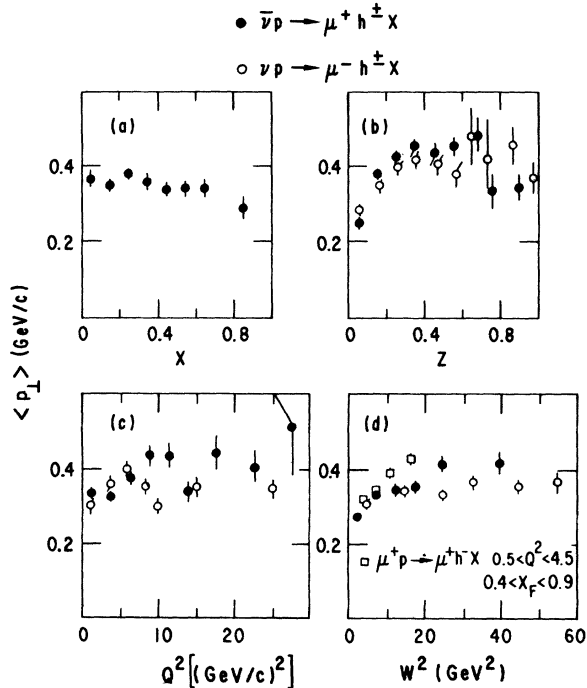 ● ν̄p → μ⁺ h± X
○ νp → μ⁻ h± X
(a)
(b)
0.4
0.2
0.4
0.2
0 0.4 0.8
0 0.4 0.8
X
Z
<p⊥> (GeV/c)
(c)
(d)
0.4
0.2
0.4
0.2
□ μ⁺p → μ⁺h⁻X 0.5<Q²<4.5
0.4<X_F<0.9
0 10 20
0 20 40 60
Q²[(GeV/c)²]
W² (GeV²)